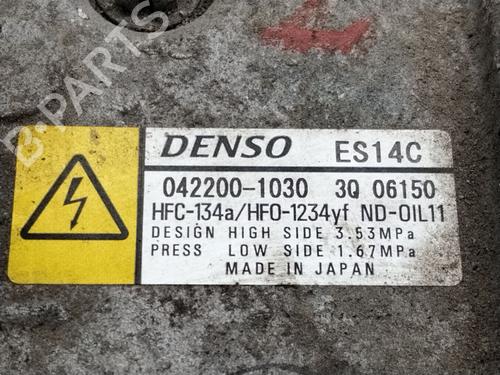 B-PARTS
DENSO ES14C
042200-1030 3Q 06150
HFC-134a/HFO-1234yf ND-OIL11
DESIGN HIGH SIDE 3.53MPa
PRESS LOW SIDE 1.67MPa
MADE IN JAPAN